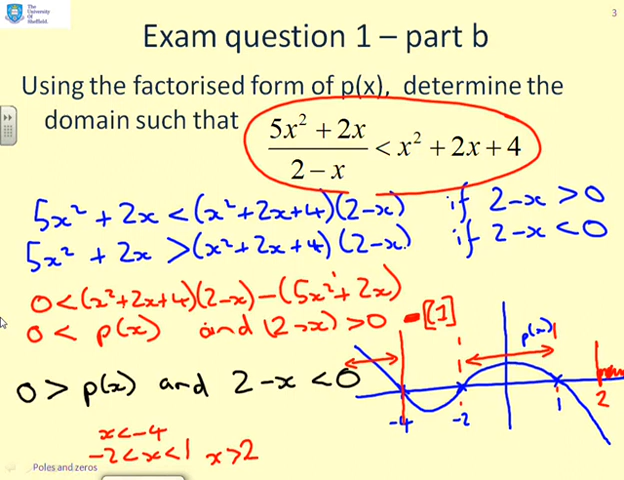 The
University
Of
Sheffield.
3
Exam question 1 – part b
Using the factorised form of p(x), determine the
domain such that
5x² + 2x
2 − x
< x² + 2x + 4
5x² + 2x < (x²+2x+4)(2−x) if 2−x > 0
5x² + 2x > (x²+2x+4)(2−x) if 2−x < 0
0 < (x²+2x+4)(2−x) − (5x²+2x)
0 < p(x) and (2−x) > 0 – [1]
p(x)
0 > p(x) and 2−x < 0
-4 -2 1 2
x < -4
-2 < x < 1 x > 2
Poles and zeros